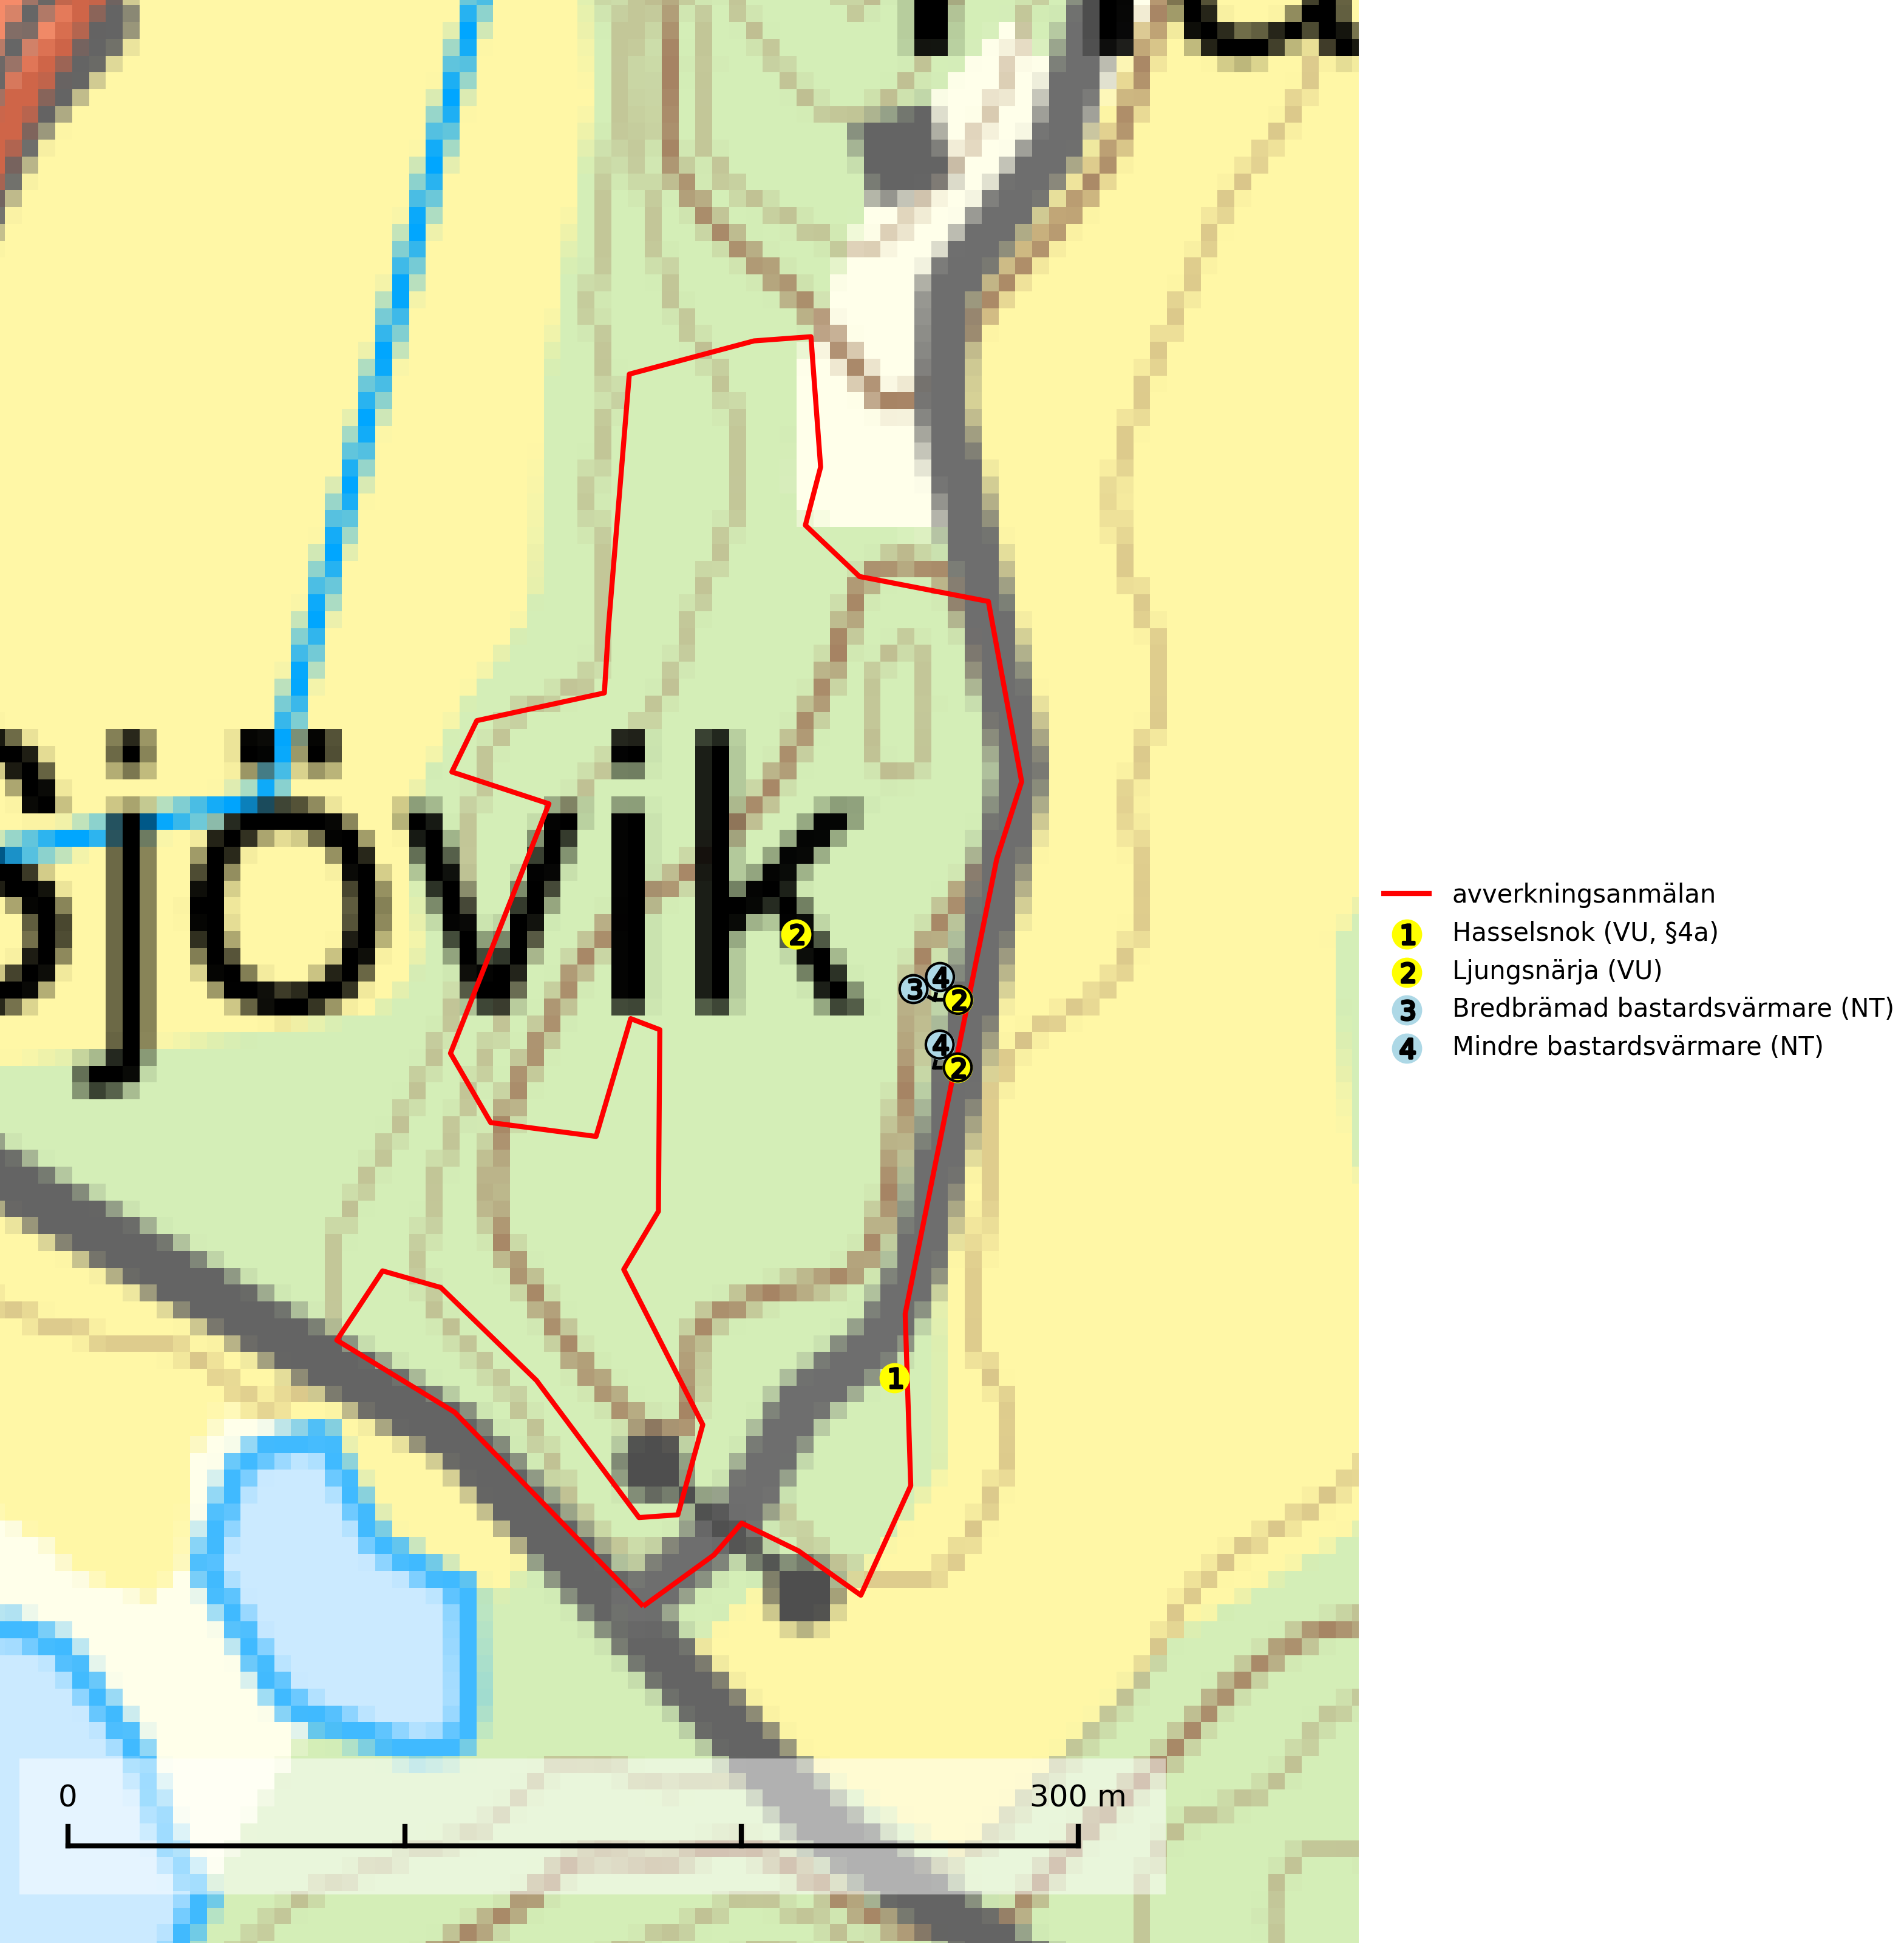 sjövik
2
4
3
2
4
2
1
avverkningsanmälan
1 Hasselsnok (VU, §4a)
2 Ljungsnärja (VU)
3 Bredbrämad bastardsvärmare (NT)
4 Mindre bastardsvärmare (NT)
0 300 m